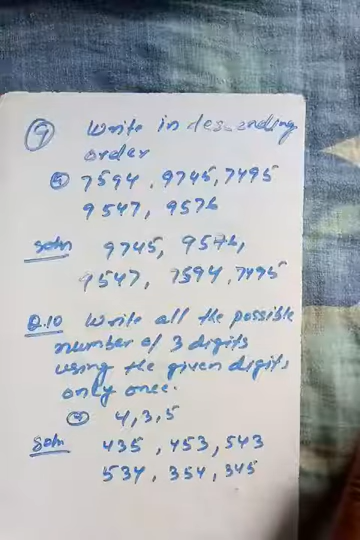 9 Write in descending
order
(a) 7594, 9745, 7495
9547, 9576
Soln 9745, 9576,
9547, 7594, 7495
Q.10 Write all the possible
number of 3 digits
using the given digits
only once.
4,3,5
Soln 435, 453, 543
534, 354, 345